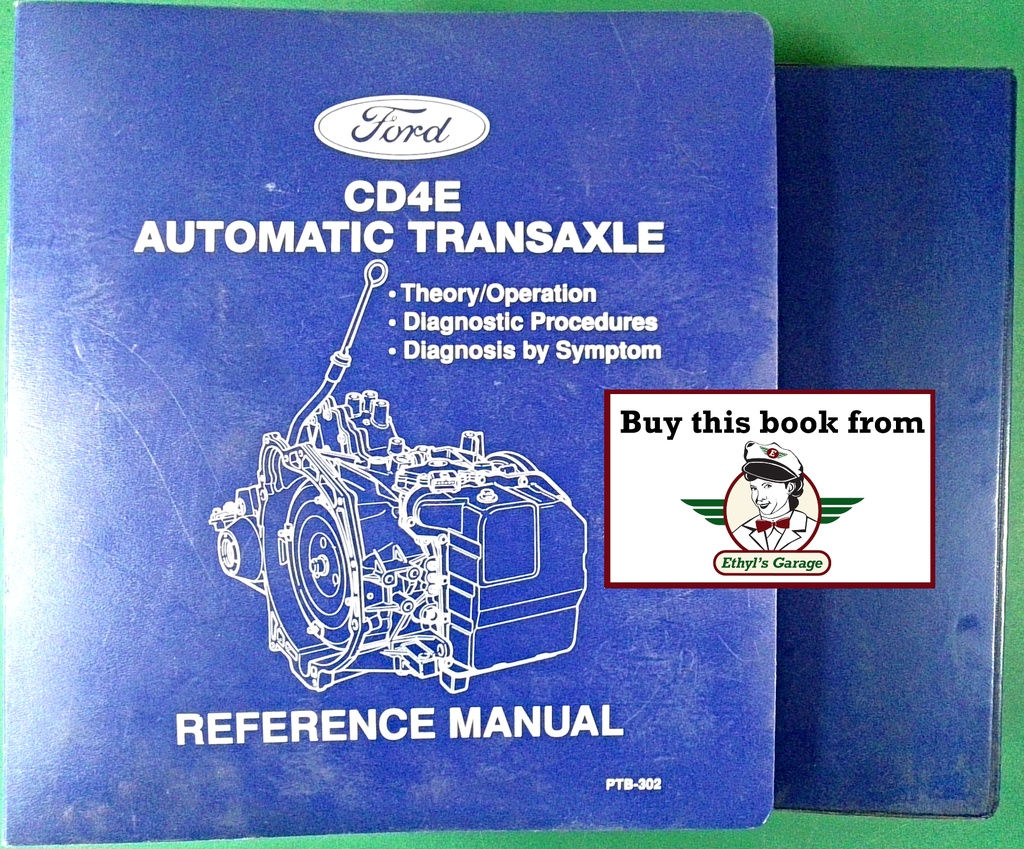 Ford
CD4E
AUTOMATIC TRANSAXLE
• Theory/Operation
• Diagnostic Procedures
• Diagnosis by Symptom
Buy this book from
E
Ethyl's Garage
REFERENCE MANUAL
PTB-302